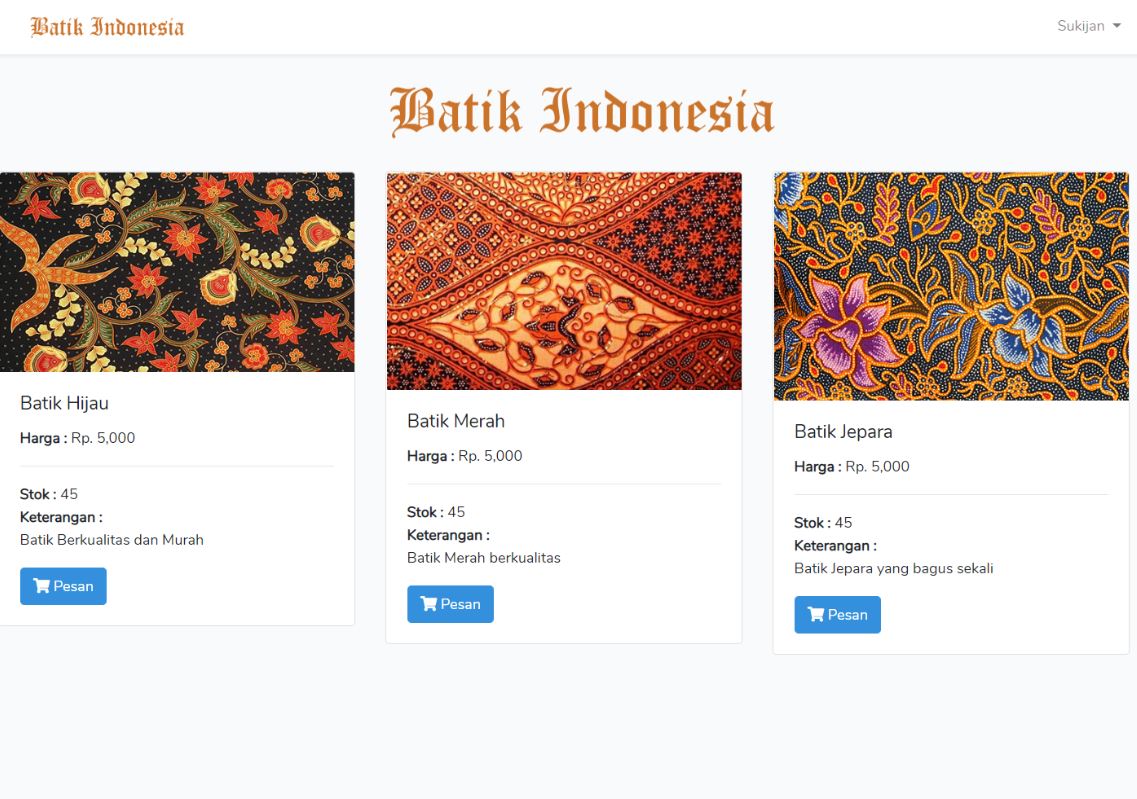 Batik Indonesia
Sukijan
Batik Indonesia
Batik Hijau
Harga : Rp. 5,000
Stok : 45
Keterangan :
Batik Berkualitas dan Murah
Pesan
Batik Merah
Harga : Rp. 5,000
Stok : 45
Keterangan :
Batik Merah berkualitas
Pesan
Batik Jepara
Harga : Rp. 5,000
Stok : 45
Keterangan :
Batik Jepara yang bagus sekali
Pesan